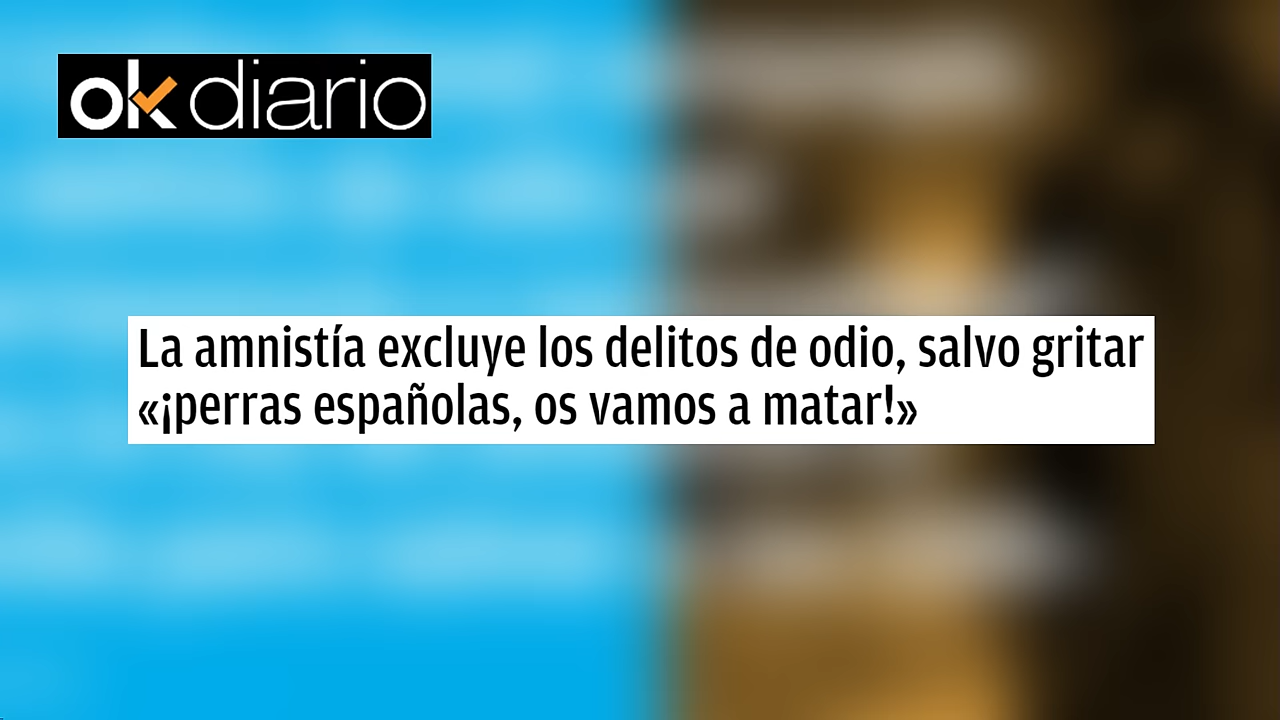 okdiario
La amnistía excluye los delitos de odio, salvo gritar
«¡perras españolas, os vamos a matar!»